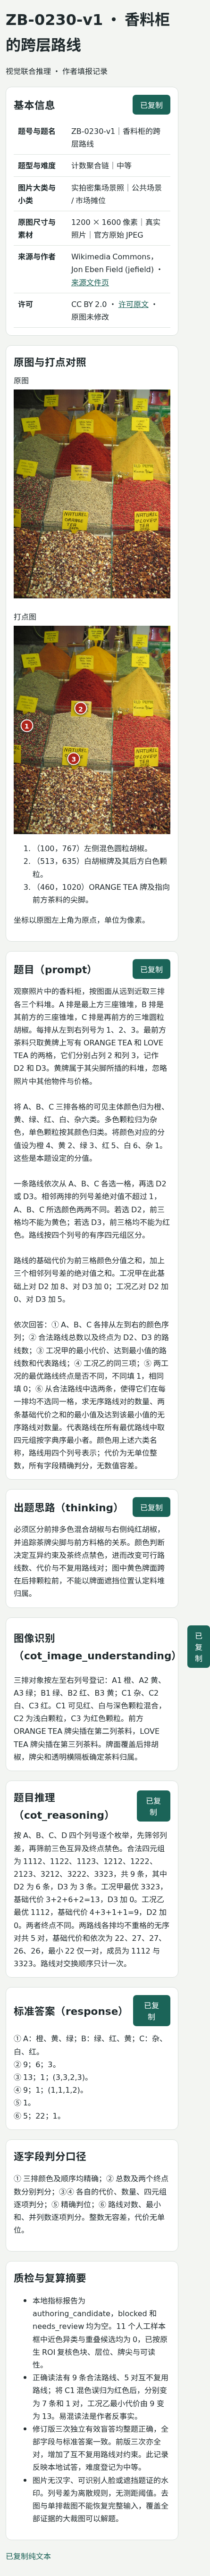 ZB-0230-v1 · 香料柜
的跨层路线
视觉联合推理 · 作者填报记录
基本信息
已复制
题号与题名
ZB-0230-v1｜香料柜的跨
层路线
题型与难度
计数聚合链｜中等
图片大类与
小类
实拍密集场景照｜公共场景
/ 市场摊位
原图尺寸与
素材
1200 × 1600 像素｜真实
照片｜官方原始 JPEG
来源与作者
Wikimedia Commons，
Jon Eben Field (jefield) ·
来源文件页
许可
CC BY 2.0 · 许可原文 ·
原图未修改
原图与打点对照
原图
ORANGE TEA
LOVE TEA
打点图
1
2
3
LOVE TEA
1. （100，767）左侧混色圆粒胡椒。
2. （513，635）白胡椒牌及其后方白色颗
粒。
3. （460，1020）ORANGE TEA 牌及指向
前方茶料的尖脚。
坐标以原图左上角为原点，单位为像素。
题目（prompt）
已复制
观察照片中的香料柜，按图面从远到近取三排
各三个料堆。A 排是最上方三座锥堆，B 排是
其前方的三座锥堆，C 排是再前方的三堆圆粒
胡椒。每排从左到右列号为 1、2、3。最前方
茶料只取黄牌上写有 ORANGE TEA 和 LOVE
TEA 的两格，它们分别占列 2 和列 3，记作
D2 和 D3。黄牌属于其尖脚所插的料堆，忽略
照片中其他物件与价格。
将 A、B、C 三排各格的可见主体颜色归为橙、
黄、绿、红、白、杂六类。多色颗粒归为杂
色，单色颗粒按其颜色归类。将颜色对应的分
值设为橙 4、黄 2、绿 3、红 5、白 6、杂 1。
这些是本题设定的分值。
一条路线依次从 A、B、C 各选一格，再选 D2
或 D3。相邻两排的列号差绝对值不超过 1，
A、B、C 所选颜色两两不同。若选 D2，前三
格均不能为黄色；若选 D3，前三格均不能为红
色。路线按四个列号的有序四元组区分。
路线的基础代价为前三格颜色分值之和，加上
三个相邻列号差的绝对值之和。工况甲在此基
础上对 D2 加 8、对 D3 加 0；工况乙对 D2 加
0、对 D3 加 5。
依次回答：① A、B、C 各排从左到右的颜色序
列；② 合法路线总数以及终点为 D2、D3 的路
线数；③ 工况甲的最小代价、达到最小值的路
线数和代表路线；④ 工况乙的同三项；⑤ 两工
况的最优路线终点是否不同，不同填 1，相同
填 0；⑥ 从合法路线中选两条，使得它们在每
一排均不选同一格，求无序路线对的数量、两
条基础代价之和的最小值及达到该最小值的无
序路线对数量。代表路线在所有最优路线中取
四元组按字典序最小者。颜色用上述六类名
称，路线用四个列号表示；代价为无单位整
数，所有字段精确判分，无数值容差。
出题思路（thinking）
已复制
必须区分前排多色混合胡椒与右侧纯红胡椒，
并追踪茶牌尖脚与前方料格的关系。颜色判断
决定互异约束及茶终点禁色，进而改变可行路
线数、代价与不复用路线对；图中黄色牌面跨
在后排颗粒前，不能以牌面遮挡位置认定料堆
归属。
图像识别
（cot_image_understanding）
已复制
三排对象按左至右列号登记：A1 橙、A2 黄、
A3 绿；B1 绿、B2 红、B3 黄；C1 杂、C2
白、C3 红。C1 可见红、白与深色颗粒混合，
C2 为浅白颗粒，C3 为红色颗粒。前方
ORANGE TEA 牌尖插在第二列茶料，LOVE
TEA 牌尖插在第三列茶料。牌面覆盖后排胡
椒，牌尖和透明横隔板确定茶料归属。
题目推理
（cot_reasoning）
已复制
按 A、B、C、D 四个列号逐个枚举，先筛邻列
差，再筛前三色互异及终点禁色。合法四元组
为 1112、1122、1123、1212、1222、
1223、3212、3222、3223，共 9 条，其中
D2 为 6 条，D3 为 3 条。工况甲最优 3323，
基础代价 3+2+6+2=13，D3 加 0。工况乙
最优 1112，基础代价 4+3+1+1=9，D2 加
0。两者终点不同。两路线各排均不重格的无序
对共 5 对，基础代价和依次为 22、27、27、
26、26，最小 22 仅一对，成员为 1112 与
3323。路线对交换顺序只计一次。
标准答案（response）
已复制
① A：橙、黄、绿；B：绿、红、黄；C：杂、
白、红。
② 9；6；3。
③ 13；1；(3,3,2,3)。
④ 9；1；(1,1,1,2)。
⑤ 1。
⑥ 5；22；1。
逐字段判分口径
① 三排颜色及顺序均精确；② 总数及两个终点
数分别判分；③④ 各自的代价、数量、四元组
逐项判分；⑤ 精确判位；⑥ 路线对数、最小
和、并列数逐项判分。整数无容差，代价无单
位。
质检与复算摘要
• 本地指标报告为
authoring_candidate，blocked 和
needs_review 均为空。11 个人工样本
框中近色异类与重叠候选均为 0，已按原
生 ROI 复核色块、层位、牌尖与可读
性。
• 正确读法有 9 条合法路线、5 对互不复用
路线；将 C1 混色误归为红色后，分别变
为 7 条和 1 对，工况乙最小代价由 9 变
为 13。易混读法是作者反事实。
• 修订版三次独立有效盲答均整题正确，全
部字段与标准答案一致。前版三次亦全
对，增加了互不复用路线对约束。此记录
反映本地试答，难度登记为中等。
• 图片无汉字、可识别人脸或遮挡题证的水
印。列号差为离散规则，无测距阈值。去
图与单排裁图不能恢复完整输入，覆盖全
部证据的大裁图可以解题。
已复制纯文本